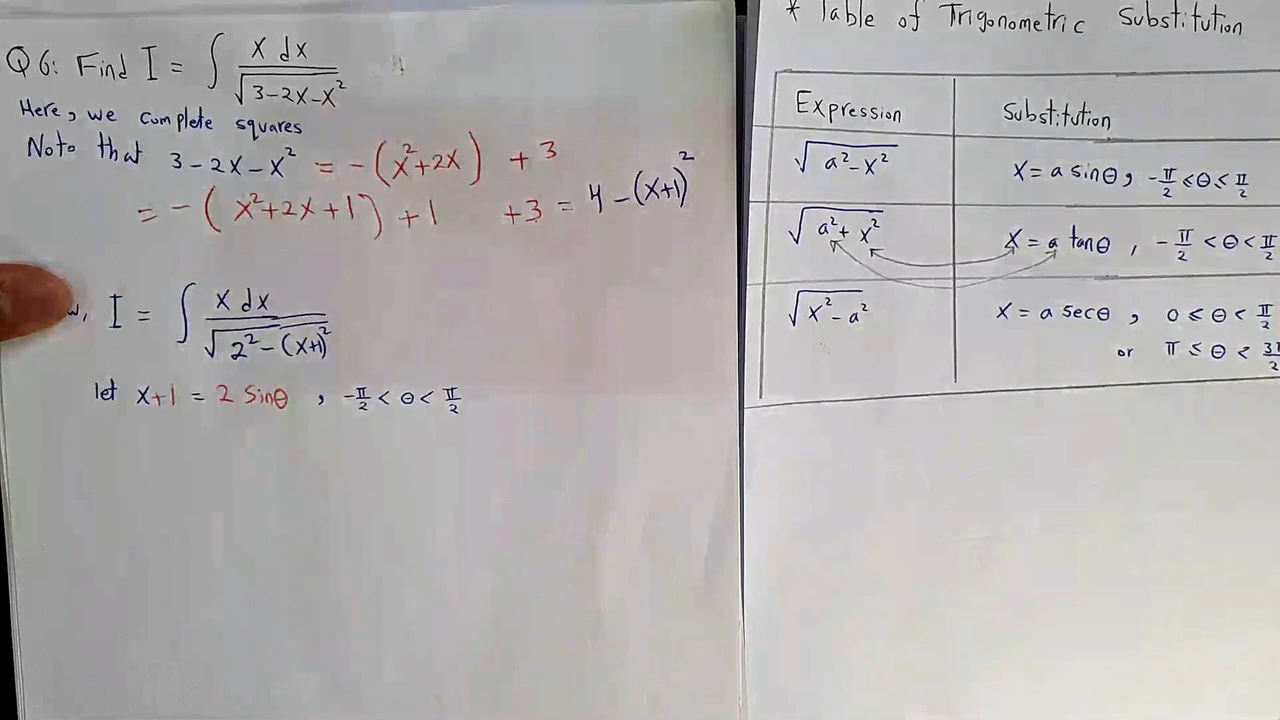 Q6: Find I = ∫ x dx / √(3-2x-x²)
Here, we complete squares
Note that 3-2x-x² = -(x²+2x) + 3
= -(x²+2x+1) + 1 + 3 = 4 - (x+1)²
I = ∫ x dx / √(2²-(x+1)²)
let x+1 = 2 sinθ , -π/2 < θ < π/2
* Table of Trigonometric Substitution
Expression Substitution
√(a²-x²) x = a sinθ, -π/2 ≤ θ ≤ π/2
√(a²+x²) x = a tanθ , -π/2 < θ < π/2
√(x²-a²) x = a secθ , 0 ≤ θ < π/2
or π ≤ θ < 3π/2